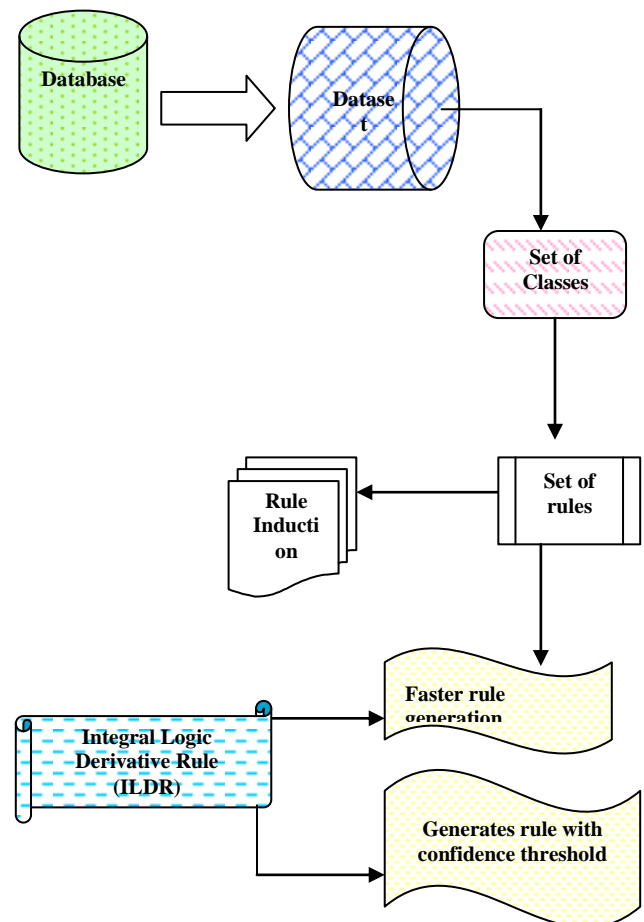 Database
Datase
t
Set of
Classes
Set of
rules
Rule
Inducti
on
Faster rule
generation
Integral Logic
Derivative Rule
(ILDR)
Generates rule with
confidence threshold